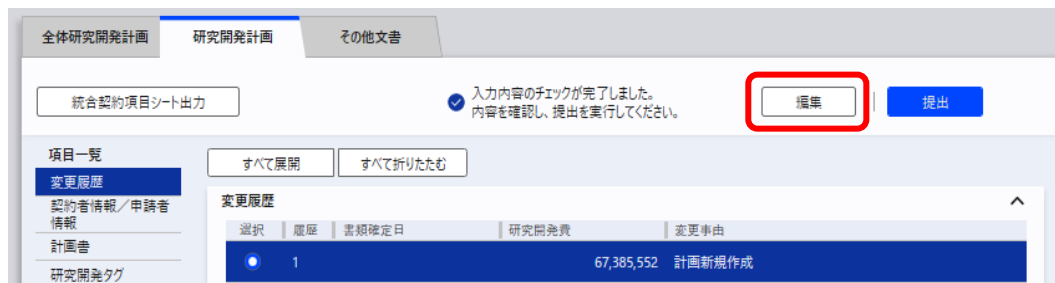 全体研究開発計画
研究開発計画
その他文書
統合契約項目シート出力
入力内容のチェックが完了しました。
内容を確認し、提出を実行してください。
編集
提出
項目一覧
変更履歴
契約者情報／申請者
情報
計画書
研究開発タグ
すべて展開
すべて折りたたむ
変更履歴
選択 履歴 書類確定日 研究開発費 変更事由
1 67,385,552 計画新規作成